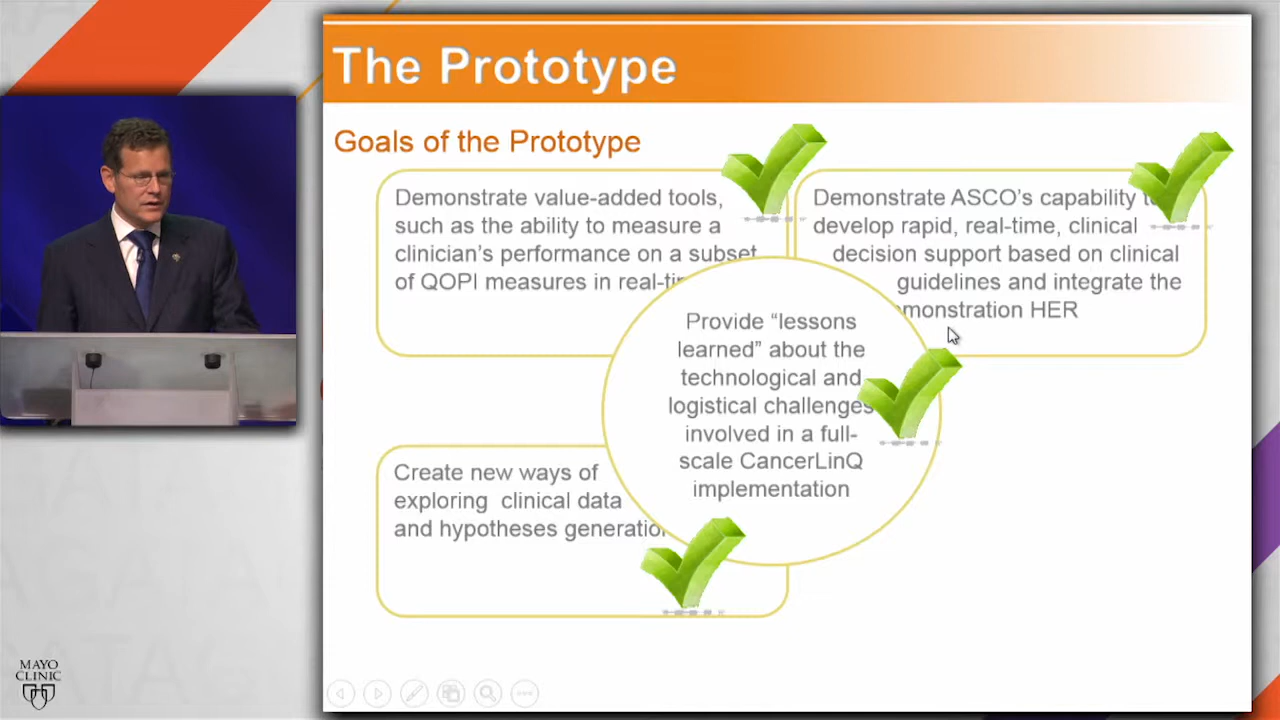 The Prototype
Goals of the Prototype
Demonstrate value-added tools,
such as the ability to measure a
clinician's performance on a subset
of QOPI measures in real-
Demonstrate ASCO's capability
develop rapid, real-time, clinical
decision support based on clinical
guidelines and integrate the
monstration HER
Provide “lessons
learned” about the
technological and
logistical challenges
involved in a full-
scale CancerLinQ
implementation
Create new ways of
exploring clinical data
and hypotheses generation
MAYO
CLINIC